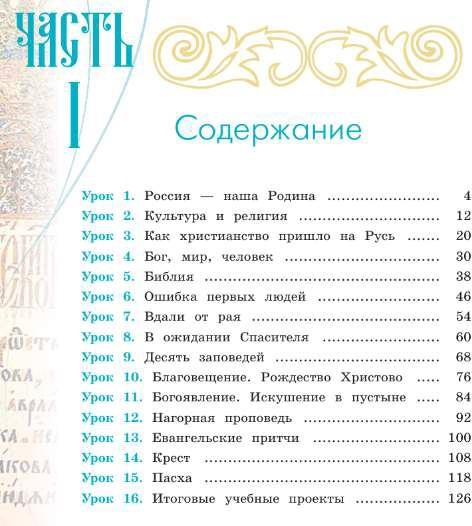 ЧАСТЬ
I
Содержание
Урок 1. Россия — наша Родина ........................ 4
Урок 2. Культура и религия ........................... 12
Урок 3. Как христианство пришло на Русь ....... 20
Урок 4. Бог, мир, человек ............................. 30
Урок 5. Библия ........................................... 38
Урок 6. Ошибка первых людей ....................... 46
Урок 7. Вдали от рая .................................... 54
Урок 8. В ожидании Спасителя ...................... 60
Урок 9. Десять заповедей .............................. 68
Урок 10. Благовещение. Рождество Христово .... 76
Урок 11. Богоявление. Искушение в пустыне ... 84
Урок 12. Нагорная проповедь ......................... 92
Урок 13. Евангельские притчи ....................... 100
Урок 14. Крест ............................................ 108
Урок 15. Пасха ............................................ 118
Урок 16. Итоговые учебные проекты ............... 126